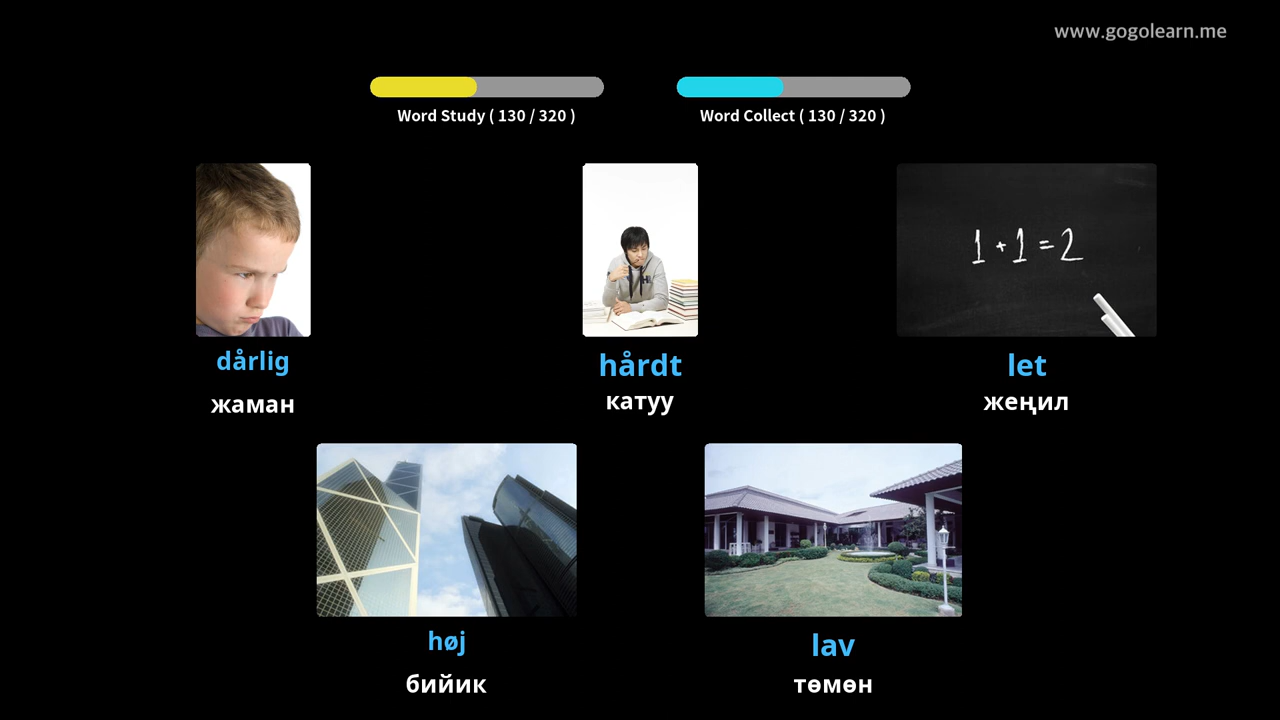 www.gogolearn.me
Word Study ( 130 / 320 )
Word Collect ( 130 / 320 )
1 + 1 = 2
dårlig
жаман
hårdt
катуу
let
жеңил
høj
бийик
lav
төмөн